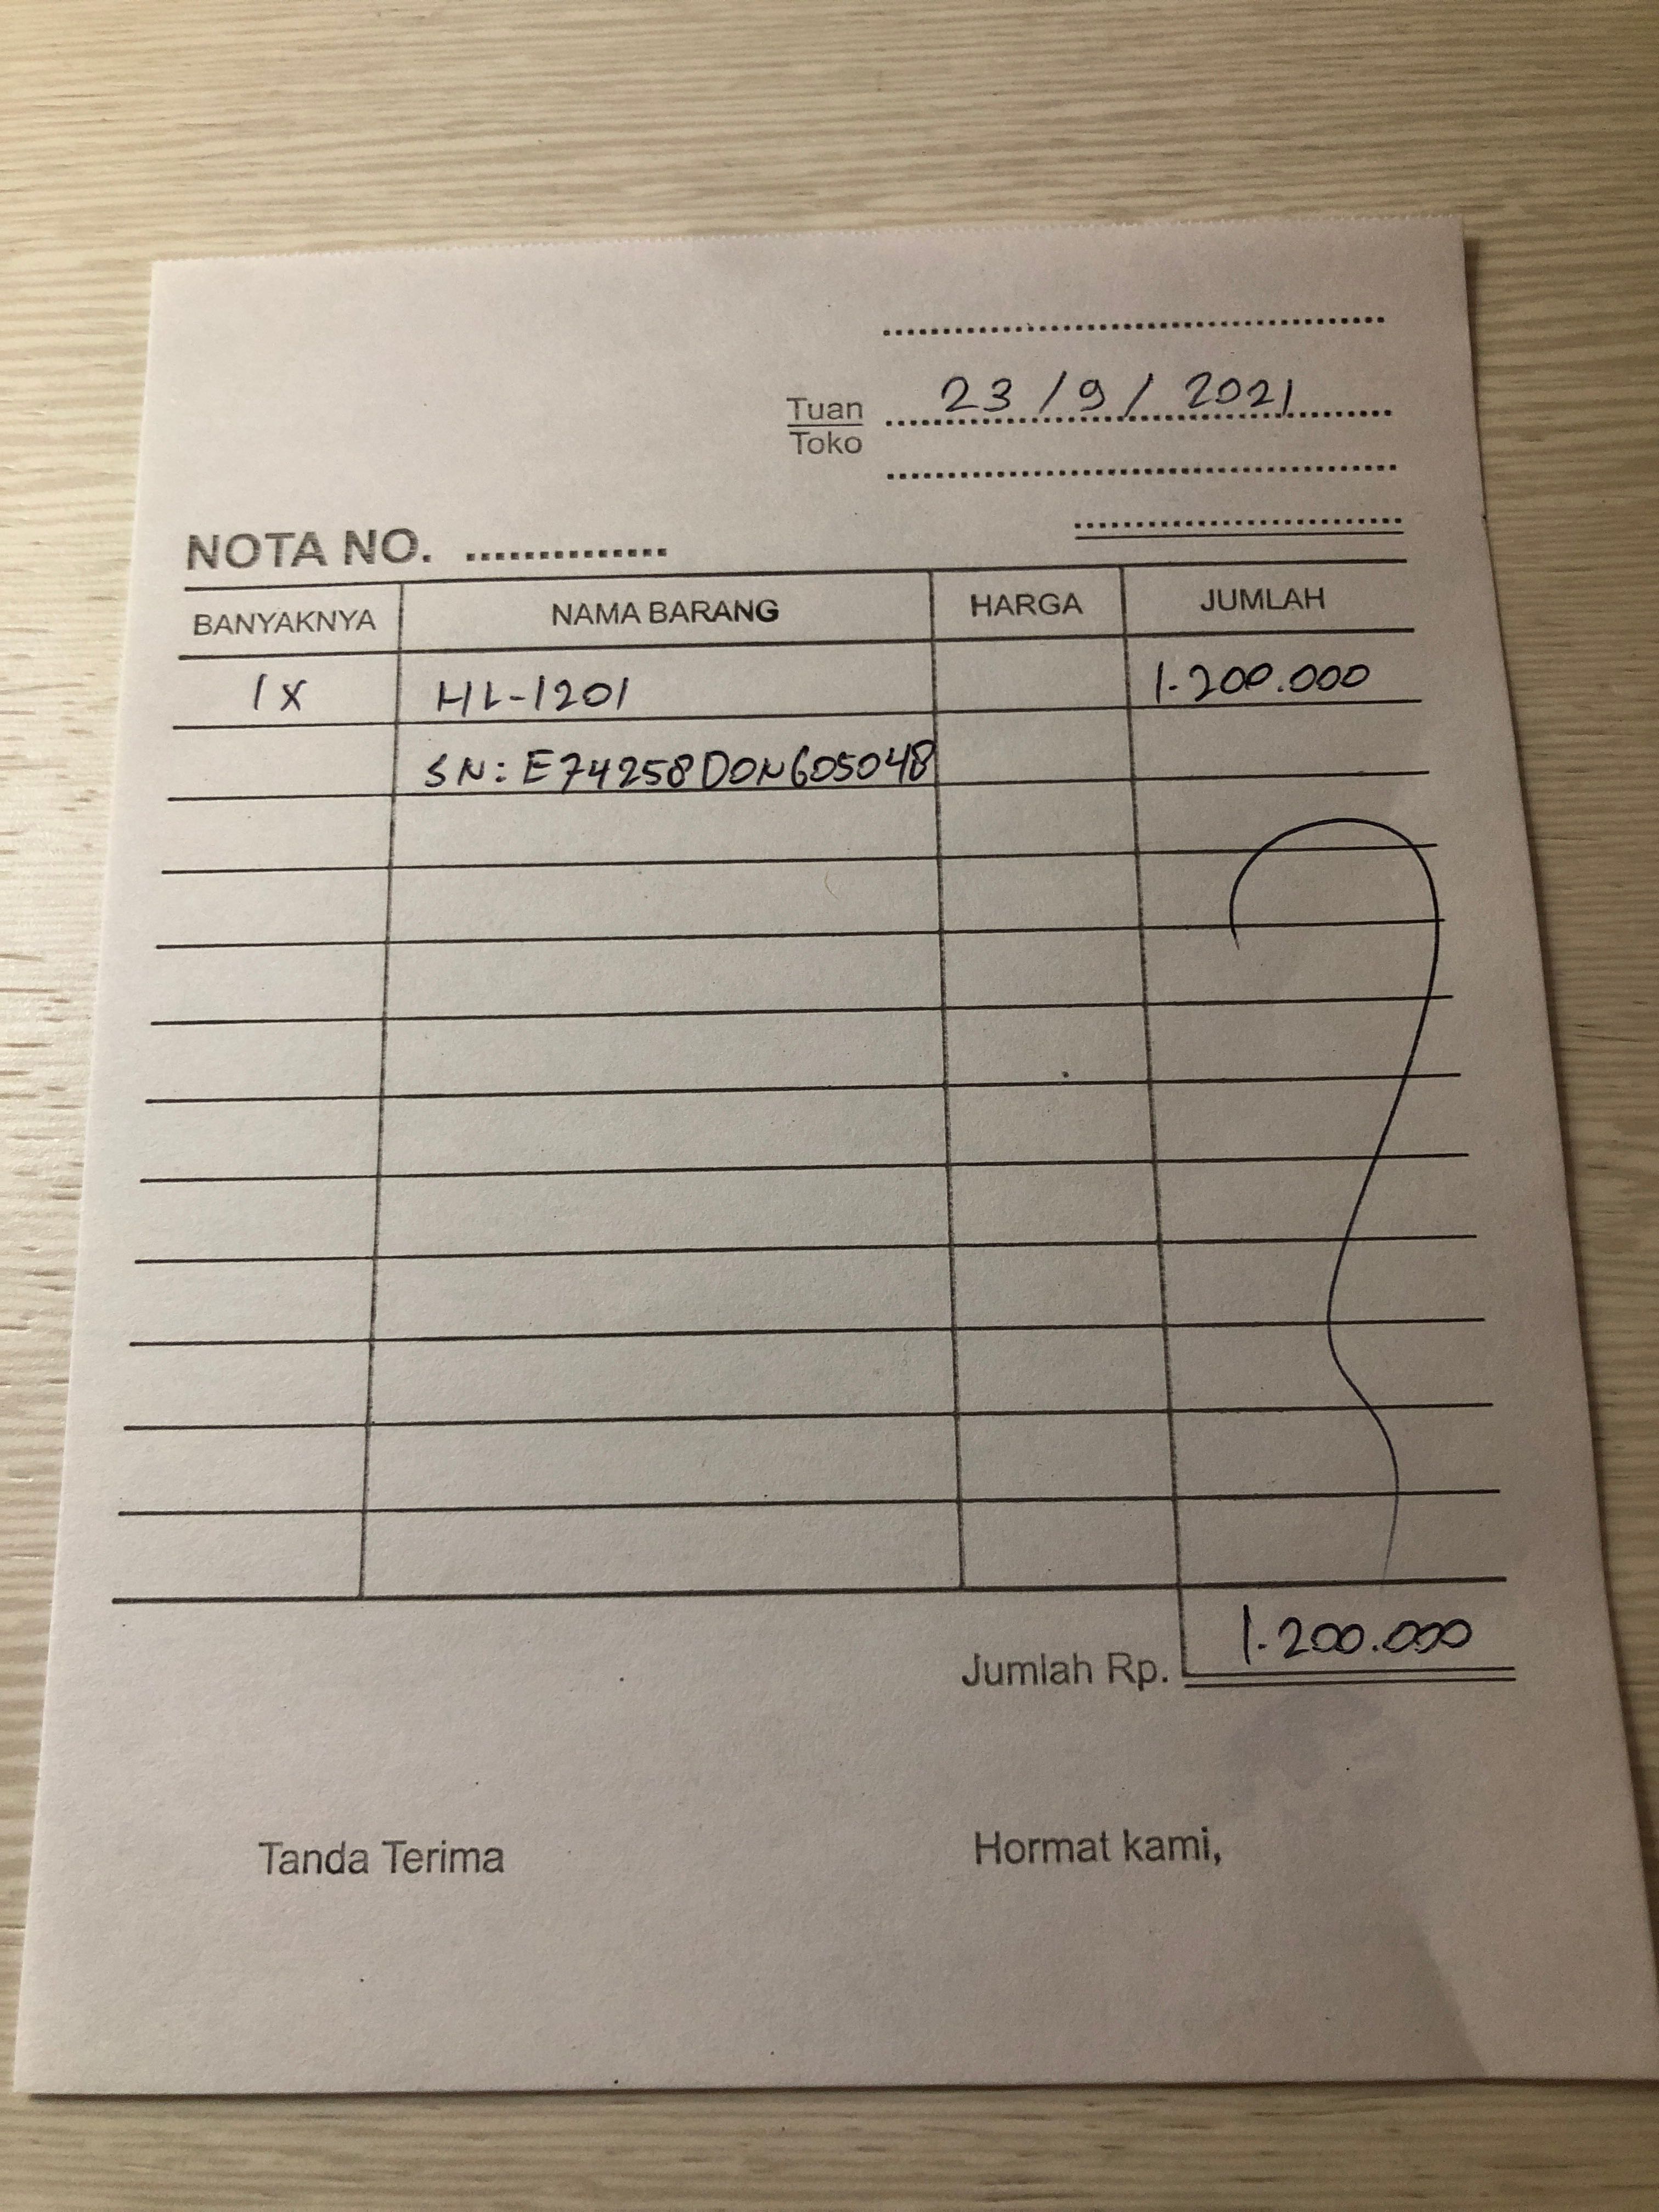 Tuan
Toko
23/9/2021
NOTA NO. ..............
BANYAKNYA NAMA BARANG HARGA JUMLAH
1x HL-1201 1.200.000
SN: E74258D0N605048
Jumlah Rp. 1.200.000
Tanda Terima Hormat kami,